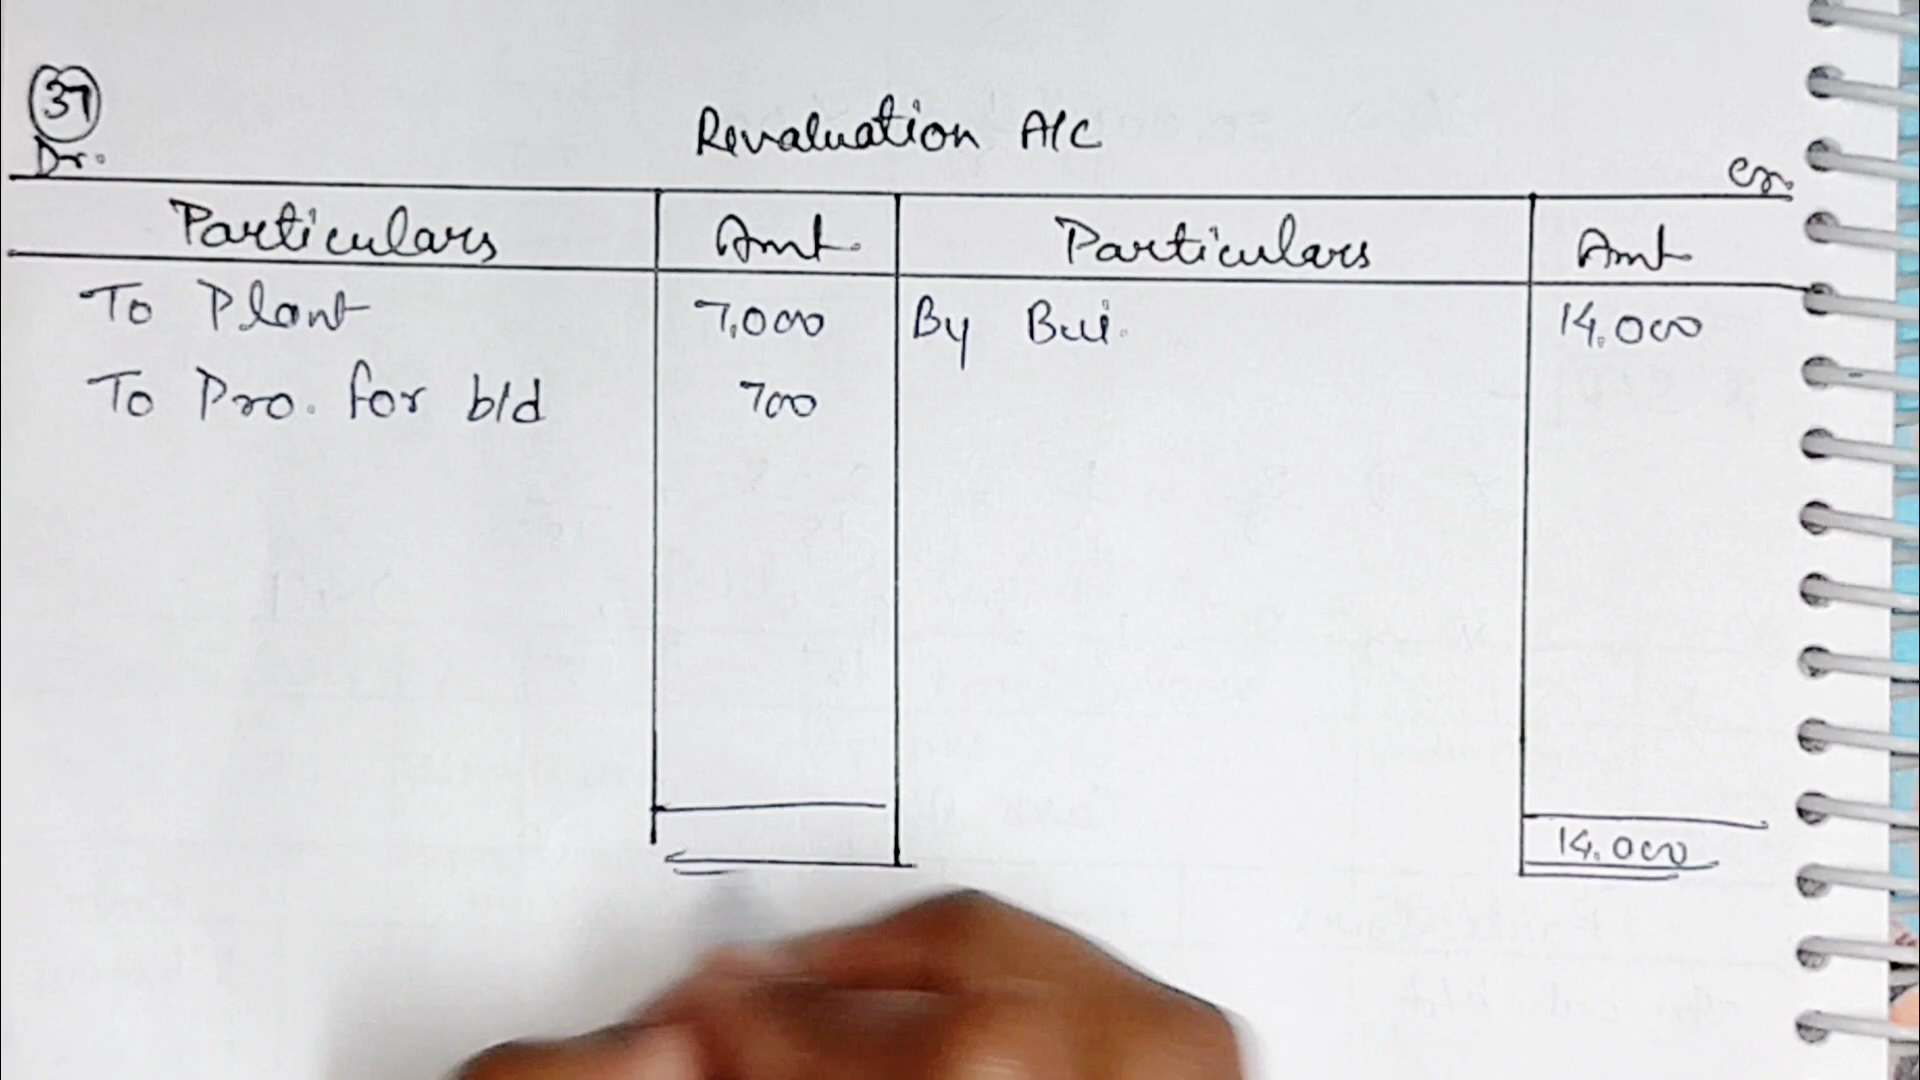 37
Dr.
Revaluation A/C
Cr.
Particulars Amt. Particulars Amt
To Plant 7,000 By Bui. 14,000
To Pro. for b/d 700
14,000